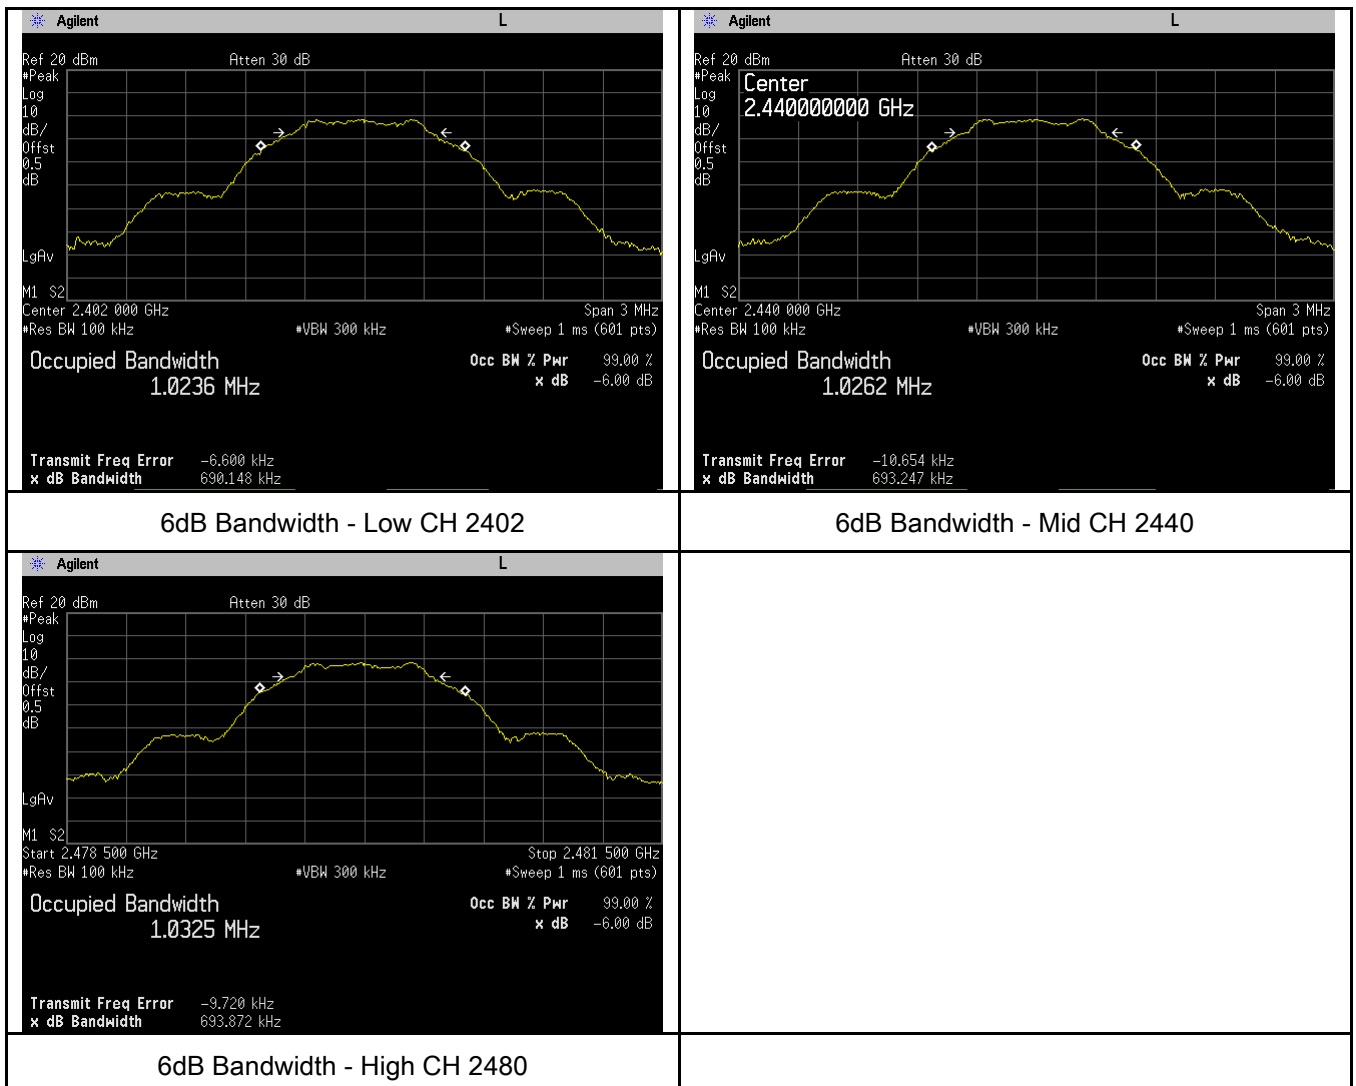 Agilent L
Ref 20 dBm Atten 30 dB
#Peak
Log
10
dB/
Offst
0.5
dB
LgAv
M1 S2
Center 2.402 000 GHz Span 3 MHz
#Res BW 100 kHz #VBW 300 kHz #Sweep 1 ms (601 pts)
Occupied Bandwidth Occ BW % Pwr 99.00 %
1.0236 MHz x dB -6.00 dB
Transmit Freq Error -6.600 kHz
x dB Bandwidth 690.148 kHz
6dB Bandwidth - Low CH 2402
Agilent L
Ref 20 dBm Atten 30 dB
#Peak
Log
10
dB/
Offst
0.5
dB
Center
2.440000000 GHz
LgAv
M1 S2
Center 2.440 000 GHz Span 3 MHz
#Res BW 100 kHz #VBW 300 kHz #Sweep 1 ms (601 pts)
Occupied Bandwidth Occ BW % Pwr 99.00 %
1.0262 MHz x dB -6.00 dB
Transmit Freq Error -10.654 kHz
x dB Bandwidth 693.247 kHz
6dB Bandwidth - Mid CH 2440
Agilent L
Ref 20 dBm Atten 30 dB
#Peak
Log
10
dB/
Offst
0.5
dB
LgAv
M1 S2
Start 2.478 500 GHz Stop 2.481 500 GHz
#Res BW 100 kHz #VBW 300 kHz #Sweep 1 ms (601 pts)
Occupied Bandwidth Occ BW % Pwr 99.00 %
1.0325 MHz x dB -6.00 dB
Transmit Freq Error -9.720 kHz
x dB Bandwidth 693.872 kHz
6dB Bandwidth - High CH 2480